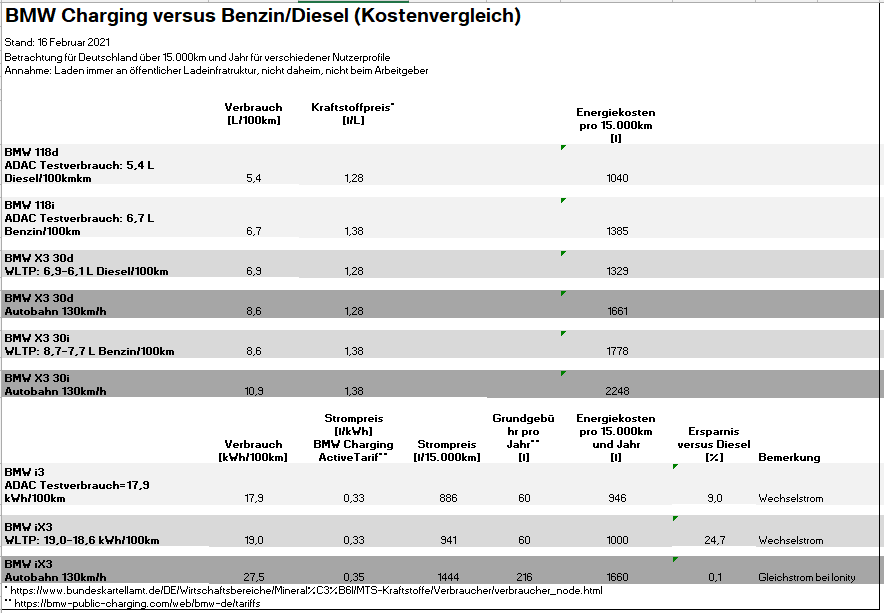 BMW Charging versus Benzin/Diesel (Kostenvergleich)
Stand: 16 Februar 2021
Betrachtung für Deutschland über 15.000km und Jahr für verschiedener Nutzerprofile
Annahme: Laden immer an öffentlicher Ladeinfratruktur, nicht daheim, nicht beim Arbeitgeber
Verbrauch [L/100km] Kraftstoffpreis* [ı/L] Energiekosten pro 15.000km [ı]
BMW 118d
ADAC Testverbrauch: 5,4 L
Diesel/100kmkm 5,4 1,28 1040
BMW 118i
ADAC Testverbrauch: 6,7 L
Benzin/100km 6,7 1,38 1385
BMW X3 30d
WLTP: 6,9-6,1 L Diesel/100km 6,9 1,28 1329
BMW X3 30d
Autobahn 130km/h 8,6 1,28 1661
BMW X3 30i
WLTP: 8,7-7,7 L Benzin/100km 8,6 1,38 1778
BMW X3 30i
Autobahn 130km/h 10,9 1,38 2248
Verbrauch [kWh/100km] Strompreis [ı/kWh] BMW Charging ActiveTarif** Strompreis [ı/15.000km] Grundgebühr pro Jahr** [ı] Energiekosten pro 15.000km und Jahr [ı] Ersparnis versus Diesel [%] Bemerkung
BMW i3
ADAC Testverbrauch=17,9
kWh/100km 17,9 0,33 886 60 946 9,0 Wechselstrom
BMW iX3
WLTP: 19,0-18,6 kWh/100km 19,0 0,33 941 60 1000 24,7 Wechselstrom
BMW iX3
Autobahn 130km/h 27,5 0,35 1444 216 1660 0,1 Gleichstrom bei Ionity
* https://www.bundeskartellamt.de/DE/Wirtschaftsbereiche/Mineral%C3%B6l/MTS-Kraftstoffe/Verbraucher/verbraucher_node.html
** https://bmw-public-charging.com/web/bmw-de/tariffs